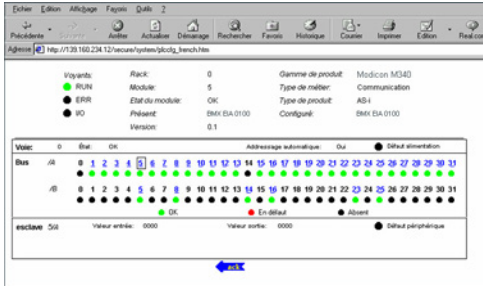 Fichier Edition Affichage Favoris Outils ?
Précédente Suivante Arrêter Actualiser Démarrage Rechercher Favoris Historique Courrier Imprimer Edition Real.com
Adresse http://139.160.234.12/secure/system/plccfg_french.htm
Voyants: Rack: 0 Gamme de produit: Modicon M340
RUN Module: 5 Type de métier: Communication
ERR Etat du module: OK Type de produit: AS-i
I/O Présent: BMX EIA 0100 Configuré: BMX EIA 0100
Version: 0.1
Voie: 0 État: OK Addressage automatique: Oui Défaut alimentation
Bus /A 0 1 2 3 4 5 6 7 8 9 10 11 12 13 14 15 16 17 18 19 20 21 22 23 24 25 26 27 28 29 30 31
/B 0 1 2 3 4 5 6 7 8 9 10 11 12 13 14 15 16 17 18 19 20 21 22 23 24 25 26 27 28 29 30 31
OK En défaut Absent
esclave 5/A Valeur entrée: 0000 Valeur sortie: 0000 Défaut périphérique
ack